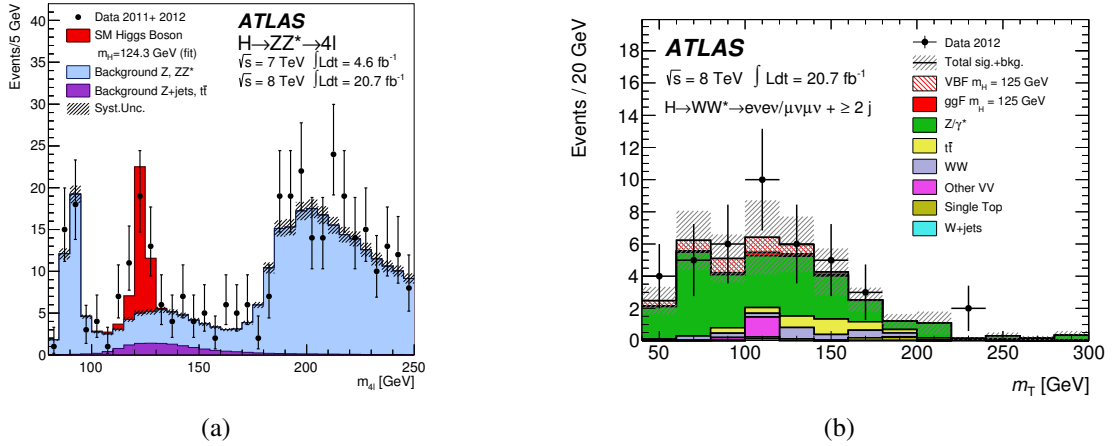 Events/5 GeV
40
35
30
25
20
15
10
5
0
Data 2011+ 2012
SM Higgs Boson
m_H=124.3 GeV (fit)
Background Z, ZZ*
Background Z+jets, tt̄
Syst.Unc.
ATLAS
H→ZZ*→4l
√s = 7 TeV ∫Ldt = 4.6 fb⁻¹
√s = 8 TeV ∫Ldt = 20.7 fb⁻¹
100
150
200
250
m_4l [GeV]
(a)
Events / 20 GeV
18
16
14
12
10
8
6
4
2
0
ATLAS
√s = 8 TeV ∫Ldt = 20.7 fb⁻¹
H→WW*→eνeν/μνμν + ≥ 2 j
Data 2012
Total sig.+bkg.
VBF m_H = 125 GeV
ggF m_H = 125 GeV
Z/γ*
tt̄
WW
Other VV
Single Top
W+jets
50
100
150
200
250
300
m_T [GeV]
(b)